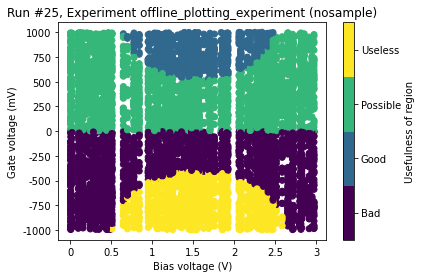 Run #25, Experiment offline_plotting_experiment (nosample)
1000
750
500
250
0
-250
-500
-750
-1000
Gate voltage (mV)
0
0.5
1
1.5
2
2.5
3
Bias voltage (V)
Useless
Possible
Good
Bad
Usefulness of region